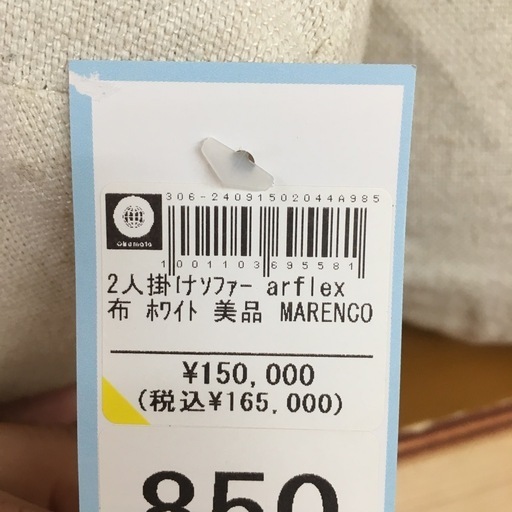 306-24091502044A985
Okamoto
1001103695581
2人掛けソファー arflex
布 ホワイト 美品 MARENCO
¥150,000
(税込¥165,000)
850